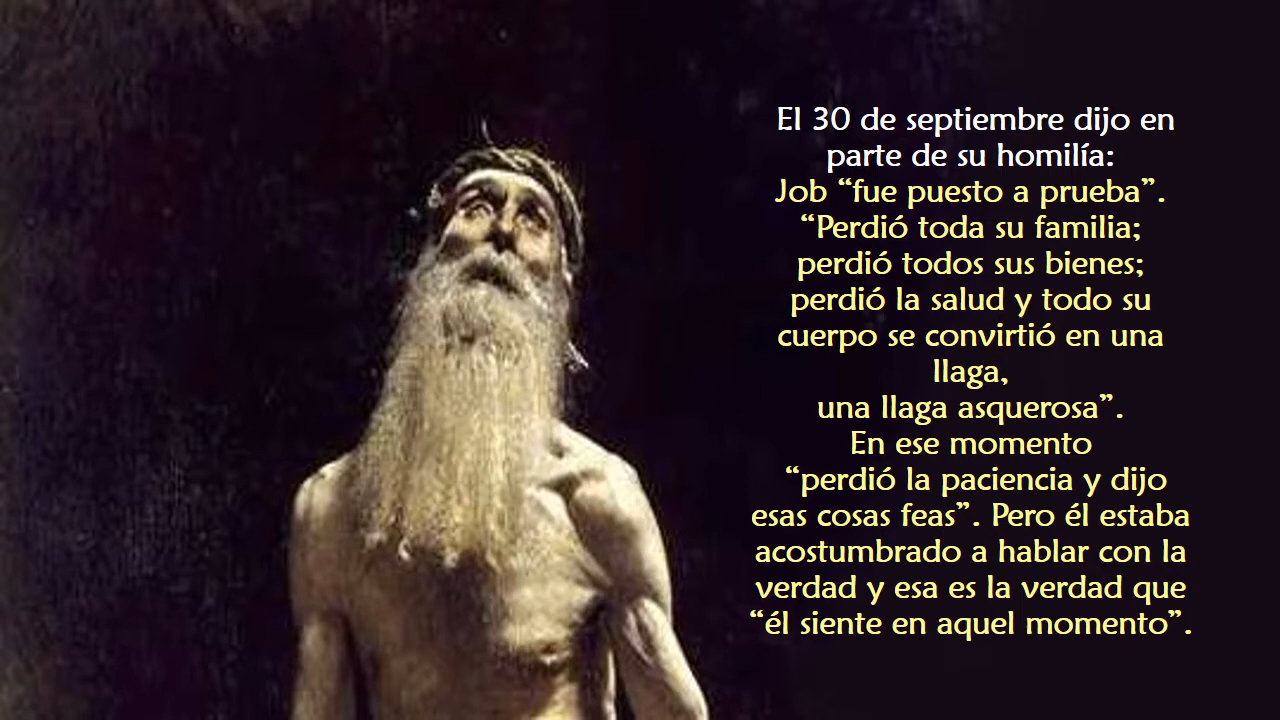 El 30 de septiembre dijo en
parte de su homilía:
Job “fue puesto a prueba”.
“Perdió toda su familia;
perdió todos sus bienes;
perdió la salud y todo su
cuerpo se convirtió en una
llaga,
una llaga asquerosa”.
En ese momento
“perdió la paciencia y dijo
esas cosas feas”. Pero él estaba
acostumbrado a hablar con la
verdad y esa es la verdad que
“él siente en aquel momento”.